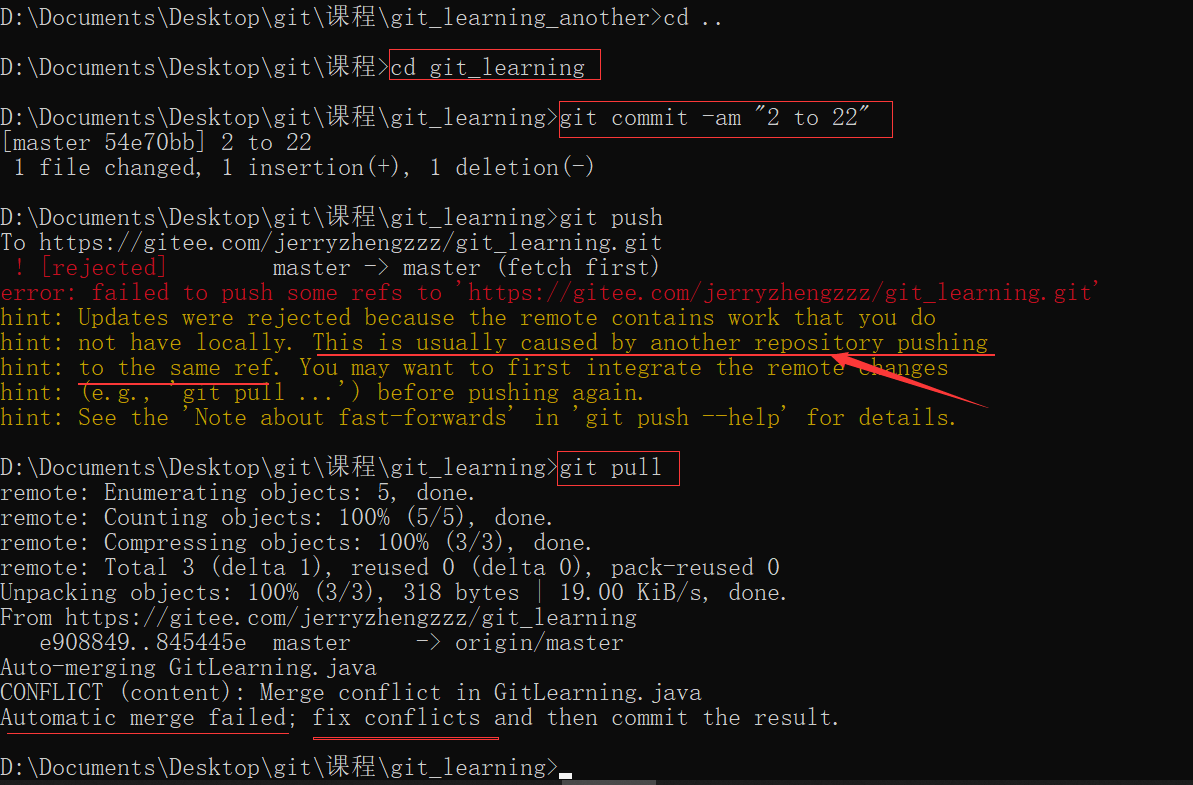 D:\Documents\Desktop\git\课程\git_learning_another>cd ..
D:\Documents\Desktop\git\课程>cd git_learning
D:\Documents\Desktop\git\课程\git_learning>git commit -am "2 to 22"
[master 54e70bb] 2 to 22
 1 file changed, 1 insertion(+), 1 deletion(-)
D:\Documents\Desktop\git\课程\git_learning>git push
To https://gitee.com/jerryzhengzzz/git_learning.git
 ! [rejected]        master -> master (fetch first)
error: failed to push some refs to 'https://gitee.com/jerryzhengzzz/git_learning.git'
hint: Updates were rejected because the remote contains work that you do
hint: not have locally. This is usually caused by another repository pushing
hint: to the same ref. You may want to first integrate the remote changes
hint: (e.g., 'git pull ...') before pushing again.
hint: See the 'Note about fast-forwards' in 'git push --help' for details.
D:\Documents\Desktop\git\课程\git_learning>git pull
remote: Enumerating objects: 5, done.
remote: Counting objects: 100% (5/5), done.
remote: Compressing objects: 100% (3/3), done.
remote: Total 3 (delta 1), reused 0 (delta 0), pack-reused 0
Unpacking objects: 100% (3/3), 318 bytes | 19.00 KiB/s, done.
From https://gitee.com/jerryzhengzzz/git_learning
   e908849..845445e  master     -> origin/master
Auto-merging GitLearning.java
CONFLICT (content): Merge conflict in GitLearning.java
Automatic merge failed; fix conflicts and then commit the result.
D:\Documents\Desktop\git\课程\git_learning>